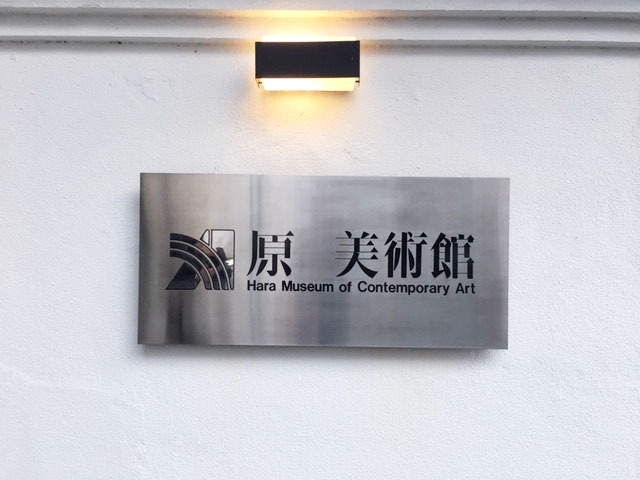 原 美術館
Hara Museum of Contemporary Art